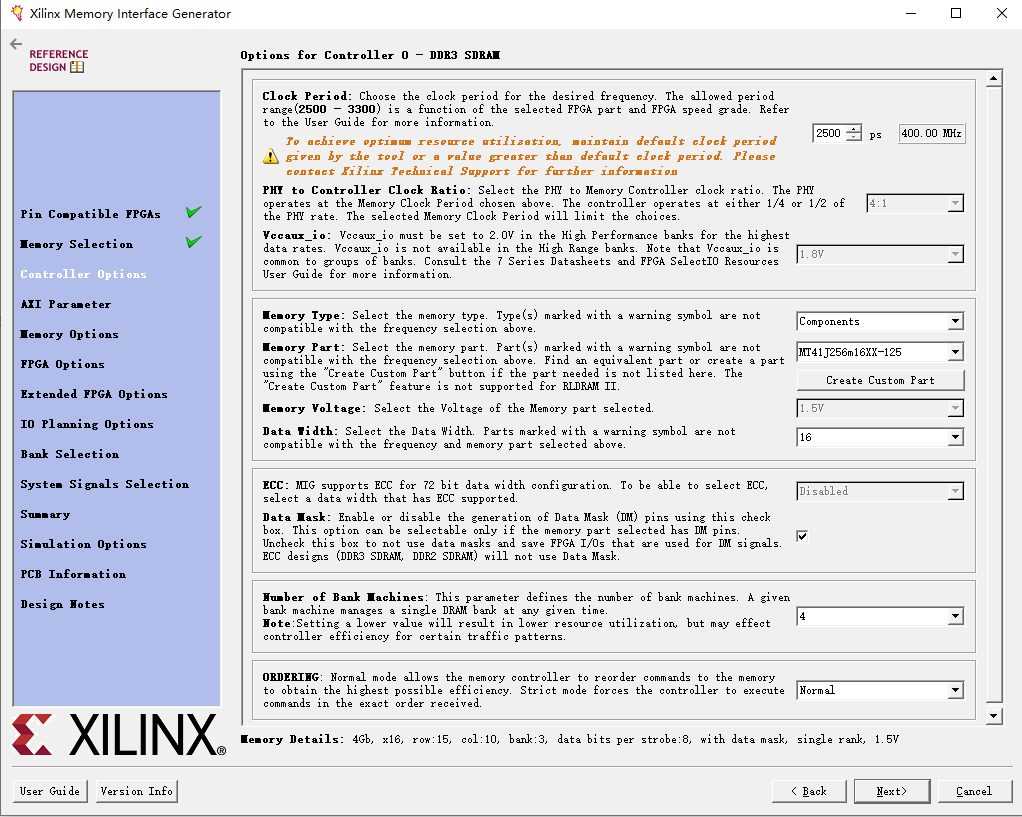 Xilinx Memory Interface Generator
REFERENCE
DESIGN
Options for Controller 0 - DDR3 SDRAM
Clock Period: Choose the clock period for the desired frequency. The allowed period
range(2500 - 3300) is a function of the selected FPGA part and FPGA speed grade. Refer
to the User Guide for more information.
2500
ps
400.00 MHz
To achieve optimum resource utilization, maintain default clock period
given by the tool or a value greater than default clock period. Please
contact Xilinx Technical Support for further information
PHY to Controller Clock Ratio: Select the PHY to Memory Controller clock ratio. The PHY
operates at the Memory Clock Period chosen above. The controller operates at either 1/4 or 1/2 of
the PHY rate. The selected Memory Clock Period will limit the choices.
4:1
Vccaux_io: Vccaux_io must be set to 2.0V in the High Performance banks for the highest
data rates. Vccaux_io is not available in the High Range banks. Note that Vccaux_io is
common to groups of banks. Consult the 7 Series Datasheets and FPGA SelectIO Resources
User Guide for more information.
1.8V
Memory Type: Select the memory type. Type(s) marked with a warning symbol are not
compatible with the frequency selection above.
Components
Memory Part: Select the memory part. Part(s) marked with a warning symbol are not
compatible with the frequency selection above. Find an equivalent part or create a part
using the "Create Custom Part" button if the part needed is not listed here. The
"Create Custom Part" feature is not supported for RLDRAM II.
MT41J256m16XX-125
Create Custom Part
Memory Voltage: Select the Voltage of the Memory part selected.
1.5V
Data Width: Select the Data Width. Parts marked with a warning symbol are not
compatible with the frequency and memory part selected above.
16
ECC: MIG supports ECC for 72 bit data width configuration. To be able to select ECC,
select a data width that has ECC supported.
Disabled
Data Mask: Enable or disable the generation of Data Mask (DM) pins using this check
box. This option can be selectable only if the memory part selected has DM pins.
Uncheck this box to not use data masks and save FPGA I/Os that are used for DM signals.
ECC designs (DDR3 SDRAM, DDR2 SDRAM) will not use Data Mask.
Number of Bank Machines: This parameter defines the number of bank machines. A given
bank machine manages a single DRAM bank at any given time.
Note:Setting a lower value will result in lower resource utilization, but may effect
controller efficiency for certain traffic patterns.
4
ORDERING: Normal mode allows the memory controller to reorder commands to the memory
to obtain the highest possible efficiency. Strict mode forces the controller to execute
commands in the exact order received.
Normal
Memory Details: 4Gb, x16, row:15, col:10, bank:3, data bits per strobe:8, with data mask, single rank, 1.5V
Pin Compatible FPGAs
Memory Selection
Controller Options
AXI Parameter
Memory Options
FPGA Options
Extended FPGA Options
IO Planning Options
Bank Selection
System Signals Selection
Summary
Simulation Options
PCB Information
Design Notes
XILINX®
User Guide
Version Info
< Back
Next>
Cancel